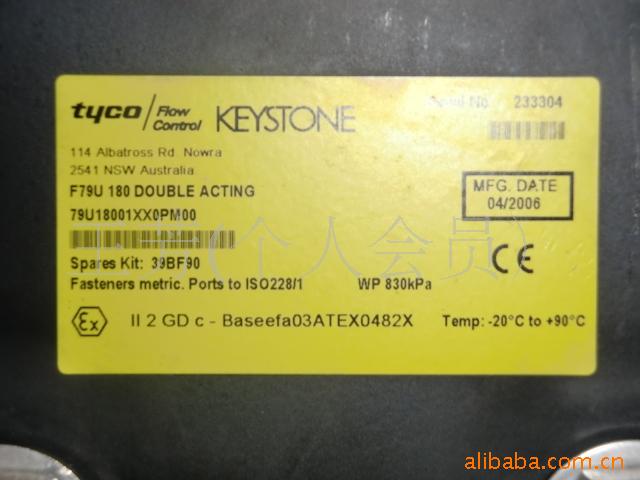 tyco / Flow Control KEYSTONE
Serial No. 233304
114 Albatross Rd. Nowra
2541 NSW Australia
F79U 180 DOUBLE ACTING
79U18001XX0PM00
MFG. DATE
04/2006
Spares Kit: 39BF90
Fasteners metric. Ports to ISO228/1 WP 830kPa
CE
Ex II 2 GD c - Baseefa03ATEX0482X Temp: -20°C to +90°C
(个人会员)
alibaba.com.cn